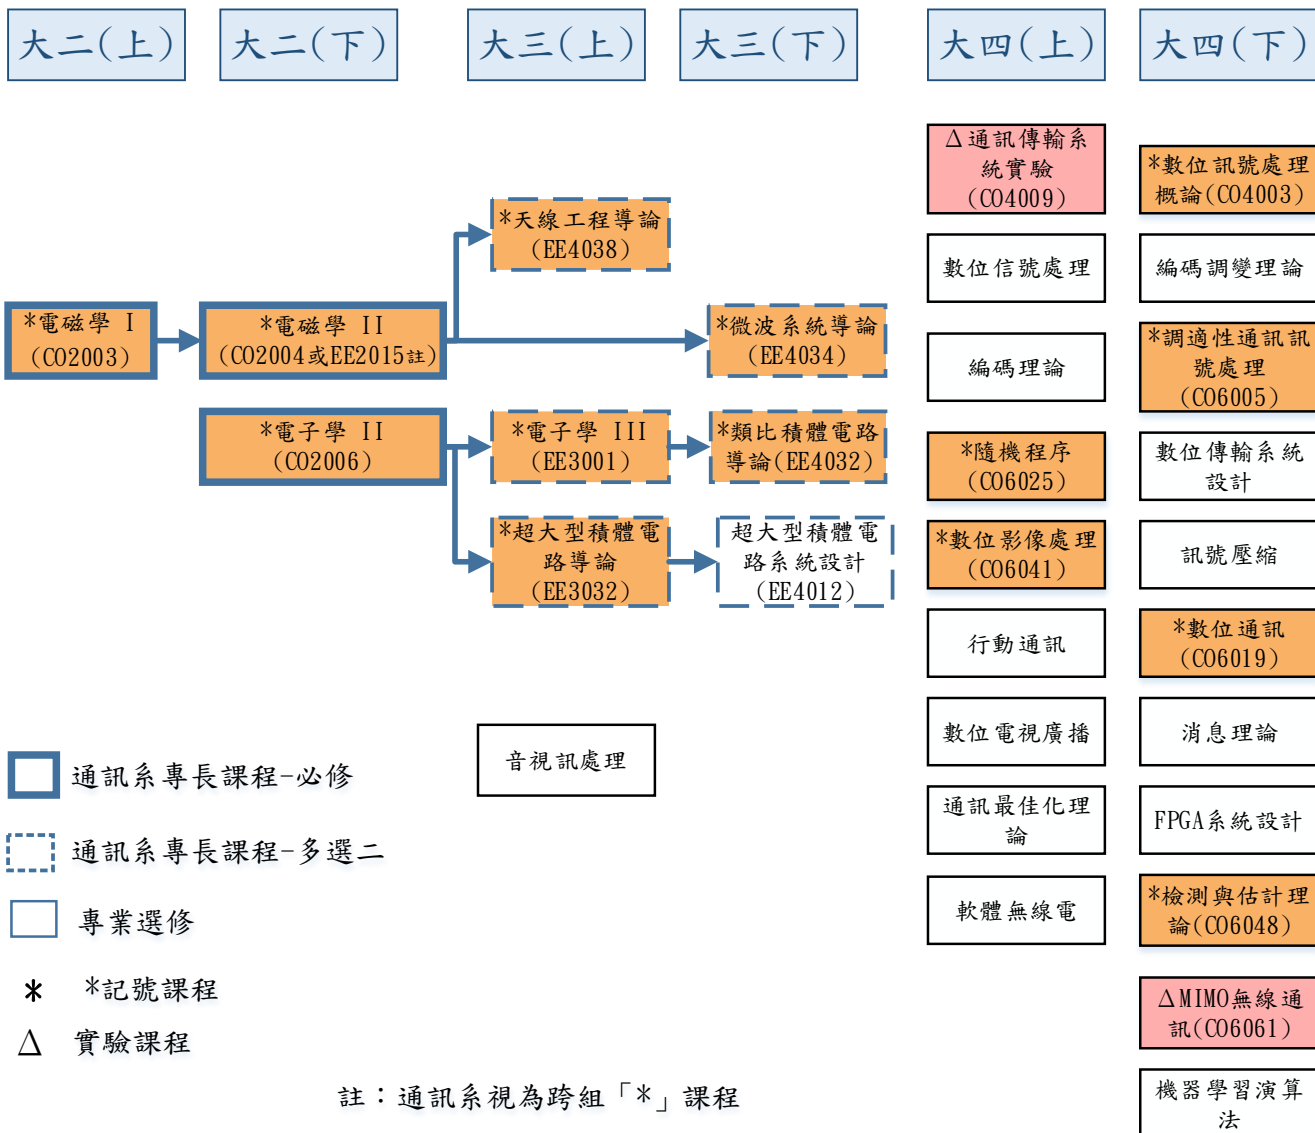 大二(上)
大二(下)
大三(上)
大三(下)
大四(上)
大四(下)
*電磁學 I
(CO2003)
*電磁學 II
(CO2004或EE2015註)
*電子學 II
(CO2006)
*天線工程導論
(EE4038)
*電子學 III
(EE3001)
*超大型積體電
路導論
(EE3032)
音視訊處理
*微波系統導論
(EE4034)
*類比積體電路
導論(EE4032)
超大型積體電
路系統設計
(EE4012)
Δ通訊傳輸系
統實驗
(CO4009)
數位信號處理
編碼理論
*隨機程序
(CO6025)
*數位影像處理
(CO6041)
行動通訊
數位電視廣播
通訊最佳化理
論
軟體無線電
*數位訊號處理
概論(CO4003)
編碼調變理論
*調適性通訊訊
號處理
(CO6005)
數位傳輸系統
設計
訊號壓縮
*數位通訊
(CO6019)
消息理論
FPGA系統設計
*檢測與估計理
論(CO6048)
ΔMIMO無線通
訊(CO6061)
機器學習演算
法
通訊系專長課程-必修
通訊系專長課程-多選二
專業選修
* *記號課程
Δ 實驗課程
註：通訊系視為跨組「*」課程